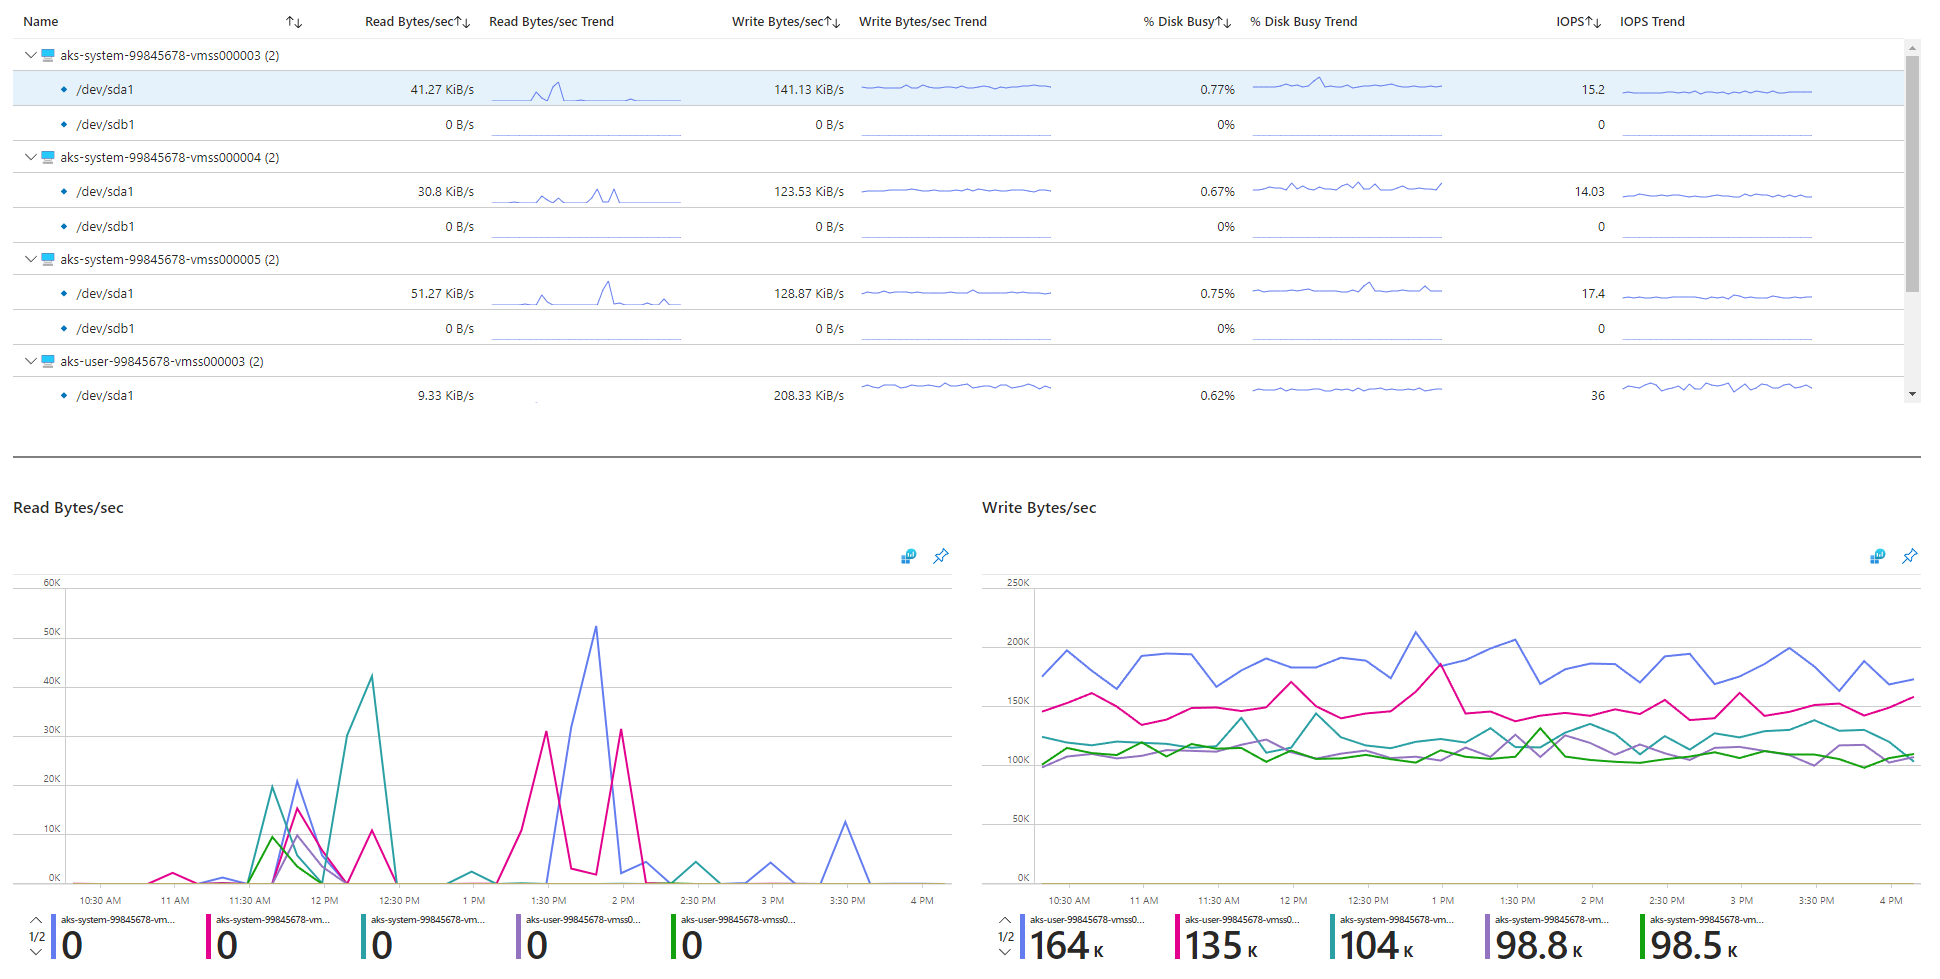 Name ↑↓ Read Bytes/sec↑↓ Read Bytes/sec Trend Write Bytes/sec↑↓ Write Bytes/sec Trend % Disk Busy↑↓ % Disk Busy Trend IOPS↑↓ IOPS Trend
aks-system-99845678-vmss000003 (2)
/dev/sda1 41.27 KiB/s 141.13 KiB/s 0.77% 15.2
/dev/sdb1 0 B/s 0 B/s 0% 0
aks-system-99845678-vmss000004 (2)
/dev/sda1 30.8 KiB/s 123.53 KiB/s 0.67% 14.03
/dev/sdb1 0 B/s 0 B/s 0% 0
aks-system-99845678-vmss000005 (2)
/dev/sda1 51.27 KiB/s 128.87 KiB/s 0.75% 17.4
/dev/sdb1 0 B/s 0 B/s 0% 0
aks-user-99845678-vmss000003 (2)
/dev/sda1 9.33 KiB/s 208.33 KiB/s 0.62% 36
Read Bytes/sec
60K
50K
40K
30K
20K
10K
0K
10:30 AM 11 AM 11:30 AM 12 PM 12:30 PM 1 PM 1:30 PM 2 PM 2:30 PM 3 PM 3:30 PM 4 PM
aks-system-99845678-vm... aks-system-99845678-vm... aks-system-99845678-vm... aks-user-99845678-vmss0... aks-user-99845678-vmss0...
1/2 0 0 0 0 0
Write Bytes/sec
250K
200K
150K
100K
50K
0K
10:30 AM 11 AM 11:30 AM 12 PM 12:30 PM 1 PM 1:30 PM 2 PM 2:30 PM 3 PM 3:30 PM 4 PM
aks-user-99845678-vmss0... aks-user-99845678-vmss0... aks-system-99845678-vm... aks-system-99845678-vm... aks-system-99845678-vm...
1/2 164 K 135 K 104 K 98.8 K 98.5 K